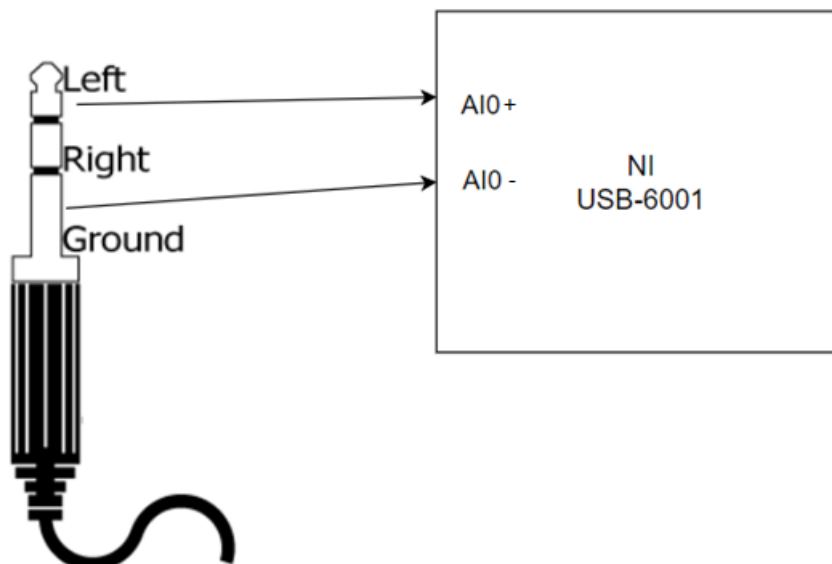 Left
Right
Ground
AI0+
AI0 -
NI
USB-6001